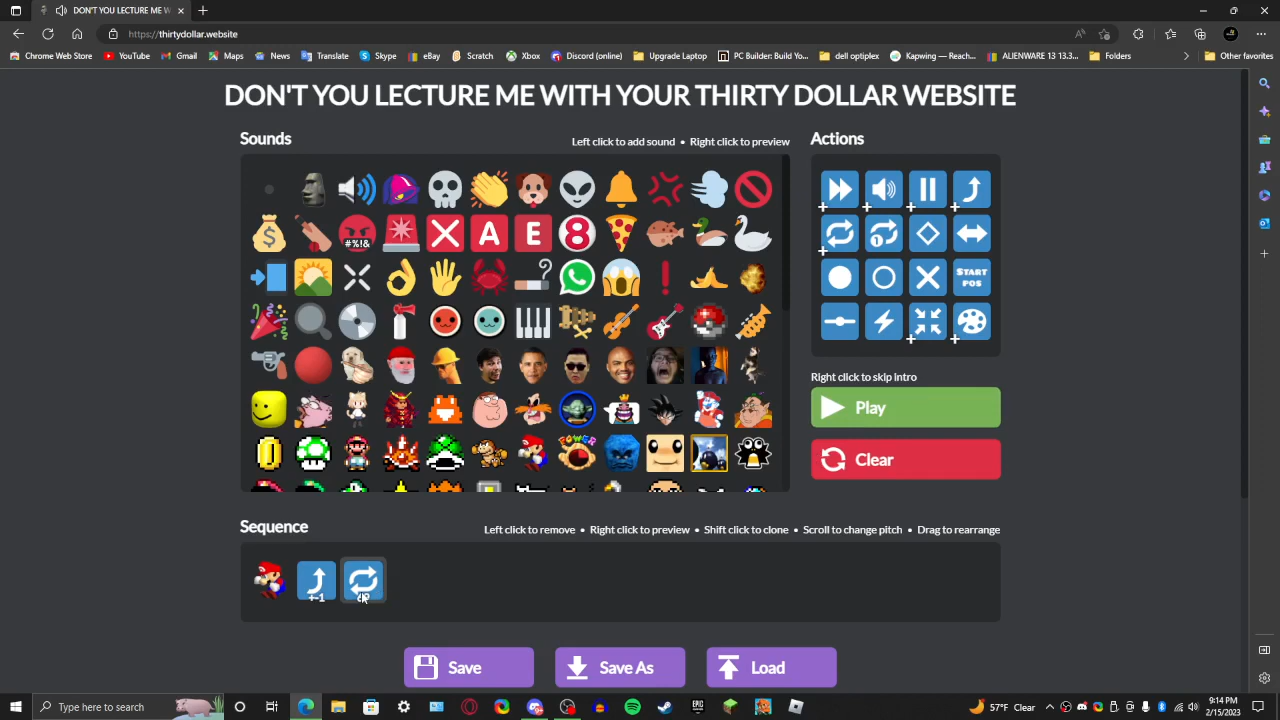 DON'T YOU LECTURE ME W
https://thirtydollar.website
Chrome Web Store YouTube Gmail Maps News Translate Skype eBay Scratch Xbox Discord (online) Upgrade Laptop PC Builder: Build Yo... dell optiplex Kapwing — Reach... ALIENWARE 13 13.3... Folders Other favorites
DON'T YOU LECTURE ME WITH YOUR THIRTY DOLLAR WEBSITE
Sounds Left click to add sound • Right click to preview Actions
#%!&
A E 8
1
START POS
Right click to skip intro
Play
POWER
Clear
Sequence Left click to remove • Right click to preview • Shift click to clone • Scroll to change pitch • Drag to rearrange
+-1
Save Save As Load
Type here to search 57°F Clear 9:14 PM
2/15/2023